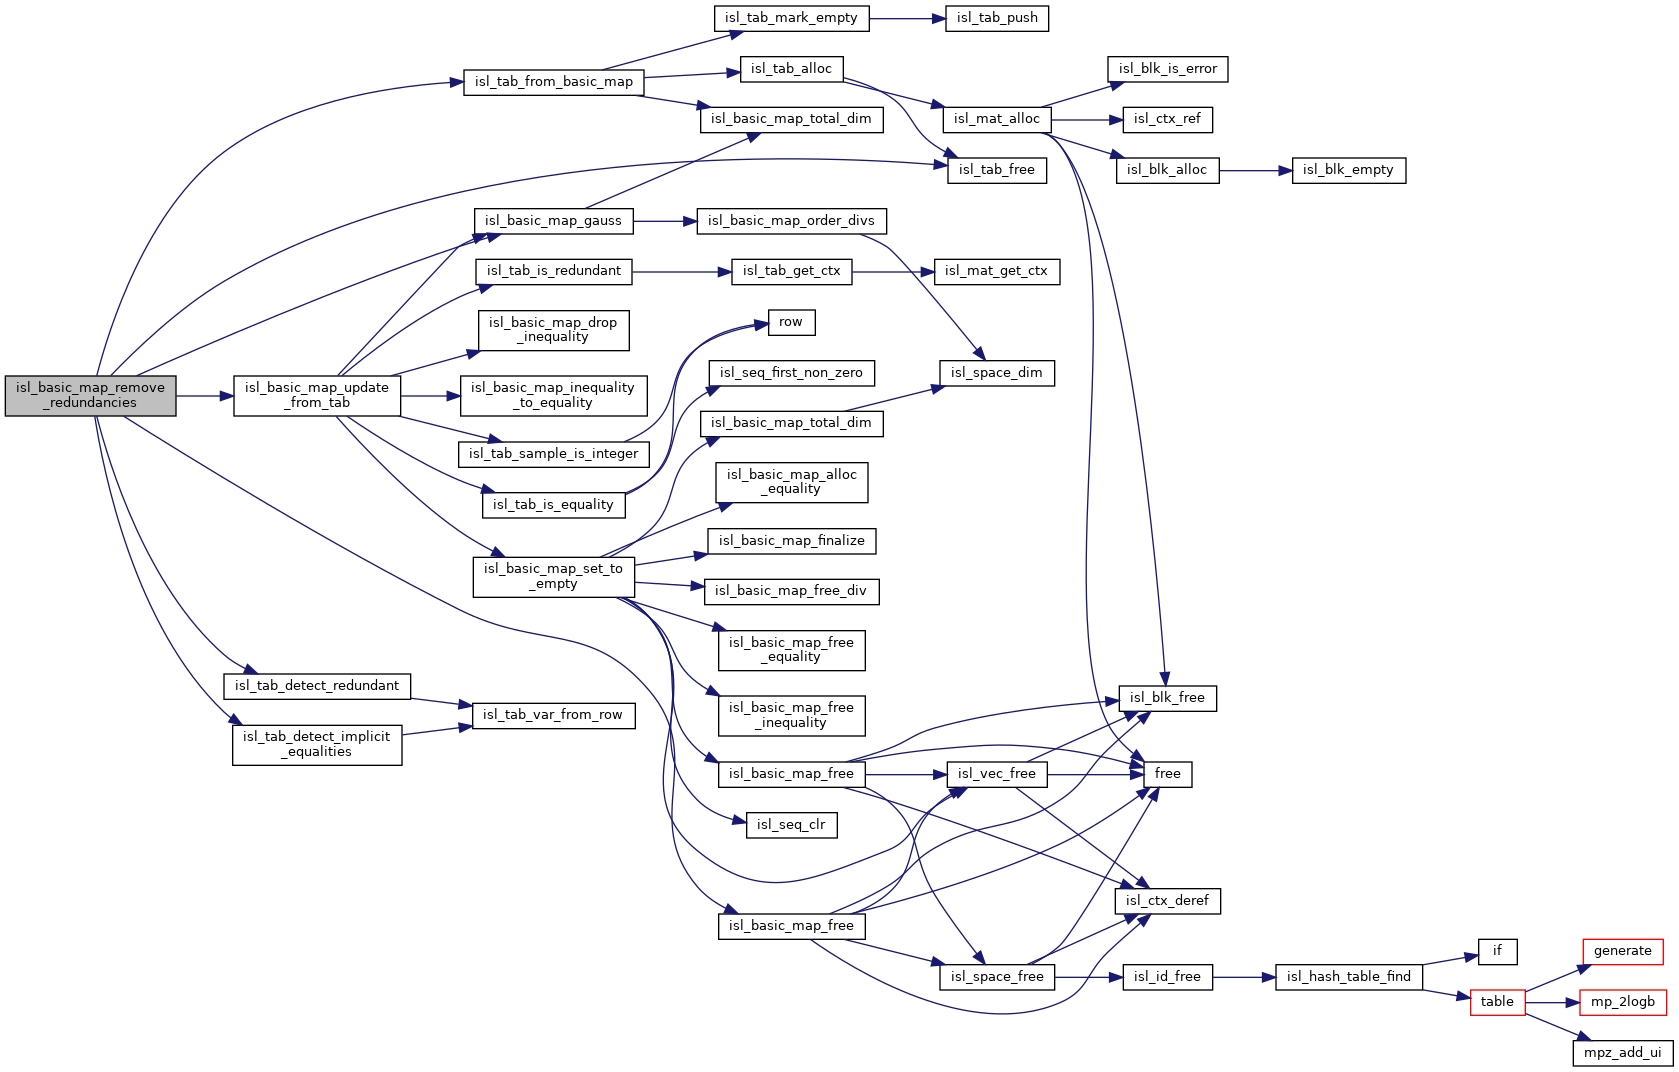 isl_tab_mark_empty
isl_tab_push
isl_tab_from_basic_map
isl_tab_alloc
isl_blk_is_error
isl_basic_map_total_dim
isl_mat_alloc
isl_ctx_ref
isl_tab_free
isl_blk_alloc
isl_blk_empty
isl_basic_map_gauss
isl_basic_map_order_divs
isl_tab_is_redundant
isl_tab_get_ctx
isl_mat_get_ctx
isl_basic_map_drop
_inequality
row
isl_basic_map_remove
_redundancies
isl_basic_map_update
_from_tab
isl_basic_map_inequality
_to_equality
isl_seq_first_non_zero
isl_space_dim
isl_basic_map_total_dim
isl_tab_sample_is_integer
isl_basic_map_alloc
_equality
isl_tab_is_equality
isl_basic_map_finalize
isl_basic_map_set_to
_empty
isl_basic_map_free_div
isl_basic_map_free
_equality
isl_tab_detect_redundant
isl_tab_var_from_row
isl_basic_map_free
_inequality
isl_blk_free
isl_tab_detect_implicit
_equalities
isl_basic_map_free
isl_vec_free
free
isl_seq_clr
isl_ctx_deref
isl_basic_map_free
isl_space_free
isl_id_free
isl_hash_table_find
if
generate
table
mp_2logb
mpz_add_ui